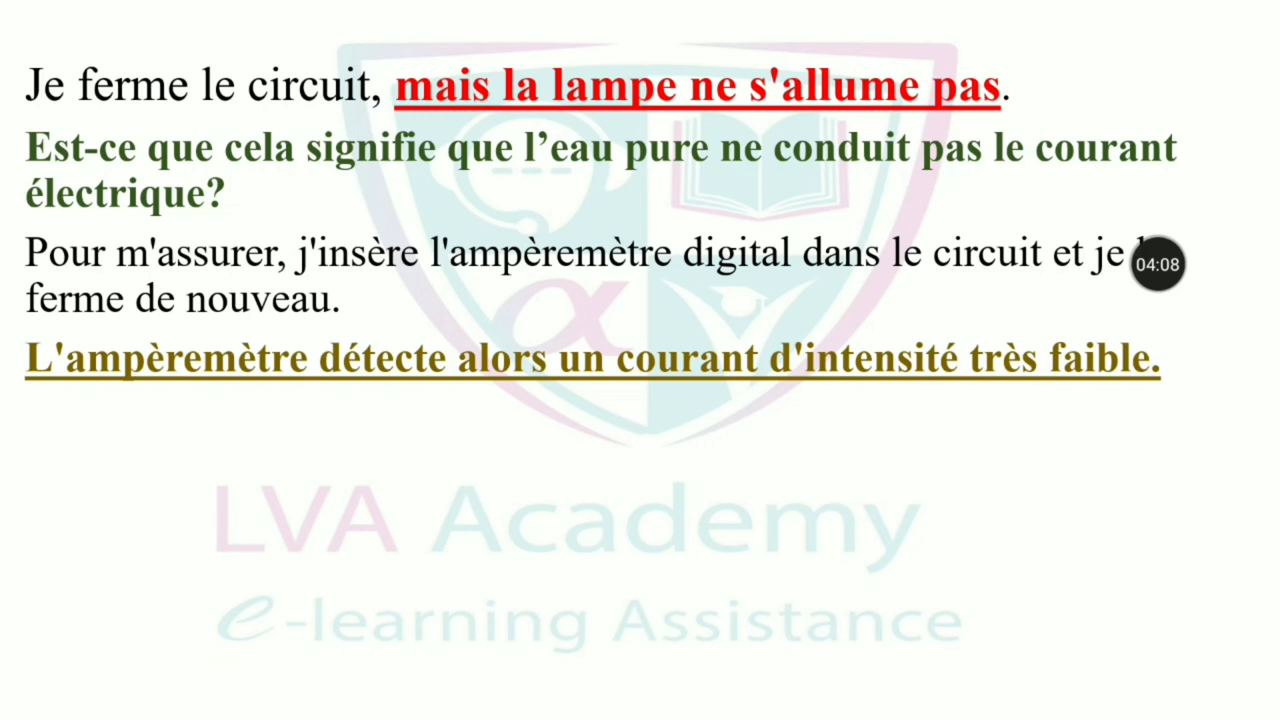 Je ferme le circuit, mais la lampe ne s'allume pas.
Est-ce que cela signifie que l’eau pure ne conduit pas le courant
électrique?
Pour m'assurer, j'insère l'ampèremètre digital dans le circuit et je
04:08
ferme de nouveau.
L'ampèremètre détecte alors un courant d'intensité très faible.
LVA Academy
e-learning Assistance